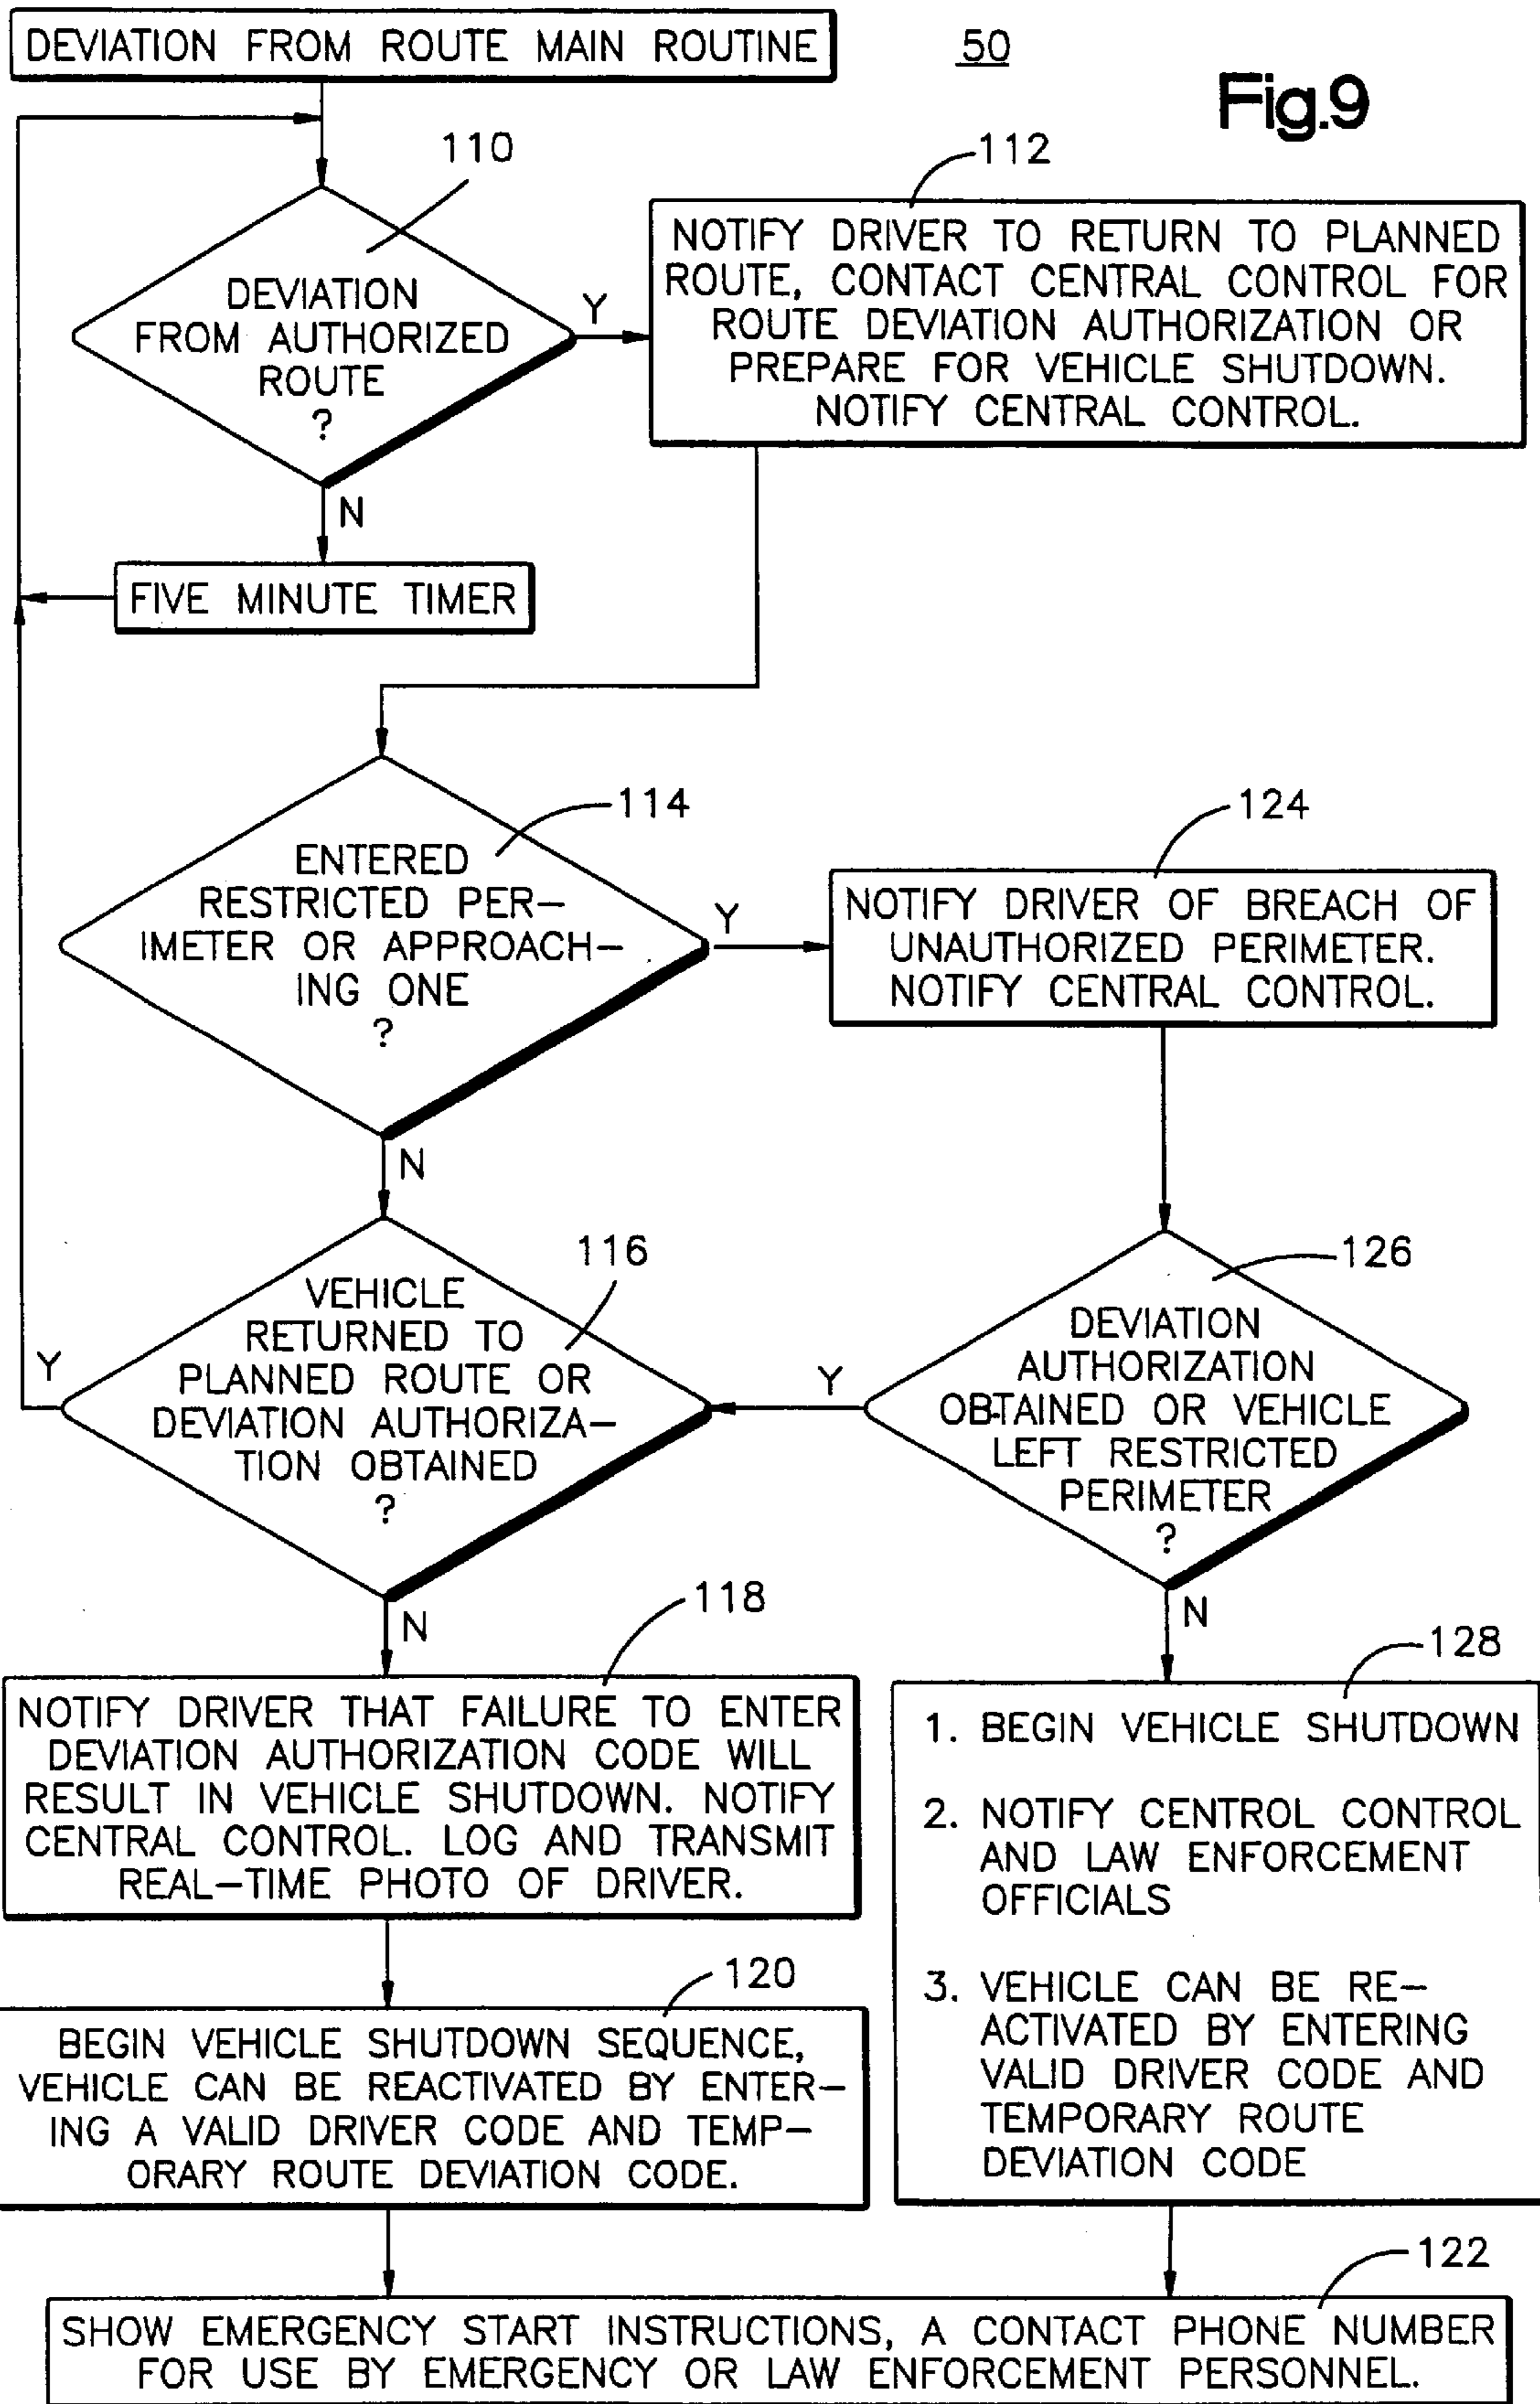 DEVIATION FROM ROUTE MAIN ROUTINE
50
Fig.9
110
DEVIATION
FROM AUTHORIZED
ROUTE
?
Y
N
112
NOTIFY DRIVER TO RETURN TO PLANNED
ROUTE, CONTACT CENTRAL CONTROL FOR
ROUTE DEVIATION AUTHORIZATION OR
PREPARE FOR VEHICLE SHUTDOWN.
NOTIFY CENTRAL CONTROL.
FIVE MINUTE TIMER
114
ENTERED
RESTRICTED PER-
IMETER OR APPROACH-
ING ONE
?
Y
N
124
NOTIFY DRIVER OF BREACH OF
UNAUTHORIZED PERIMETER.
NOTIFY CENTRAL CONTROL.
116
VEHICLE
RETURNED TO
PLANNED ROUTE OR
DEVIATION AUTHORIZA-
TION OBTAINED
?
Y
N
126
DEVIATION
AUTHORIZATION
OBTAINED OR VEHICLE
LEFT RESTRICTED
PERIMETER
?
Y
N
118
NOTIFY DRIVER THAT FAILURE TO ENTER
DEVIATION AUTHORIZATION CODE WILL
RESULT IN VEHICLE SHUTDOWN. NOTIFY
CENTRAL CONTROL. LOG AND TRANSMIT
REAL-TIME PHOTO OF DRIVER.
128
1. BEGIN VEHICLE SHUTDOWN
2. NOTIFY CENTROL CONTROL
AND LAW ENFORCEMENT
OFFICIALS
3. VEHICLE CAN BE RE-
ACTIVATED BY ENTERING
VALID DRIVER CODE AND
TEMPORARY ROUTE
DEVIATION CODE
120
BEGIN VEHICLE SHUTDOWN SEQUENCE,
VEHICLE CAN BE REACTIVATED BY ENTER-
ING A VALID DRIVER CODE AND TEMP-
ORARY ROUTE DEVIATION CODE.
122
SHOW EMERGENCY START INSTRUCTIONS, A CONTACT PHONE NUMBER
FOR USE BY EMERGENCY OR LAW ENFORCEMENT PERSONNEL.